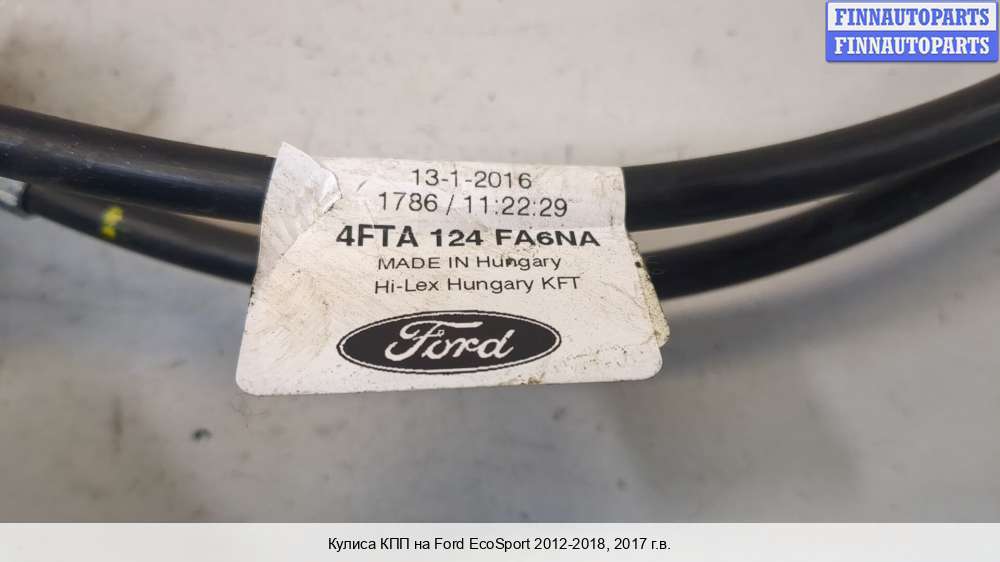 FINNAUTOPARTS
FINNAUTOPARTS
13-1-2016
1786 / 11:22:29
4FTA 124 FA6NA
MADE IN Hungary
Hi-Lex Hungary KFT
Ford
Кулиса КПП на Ford EcoSport 2012-2018, 2017 г.в.